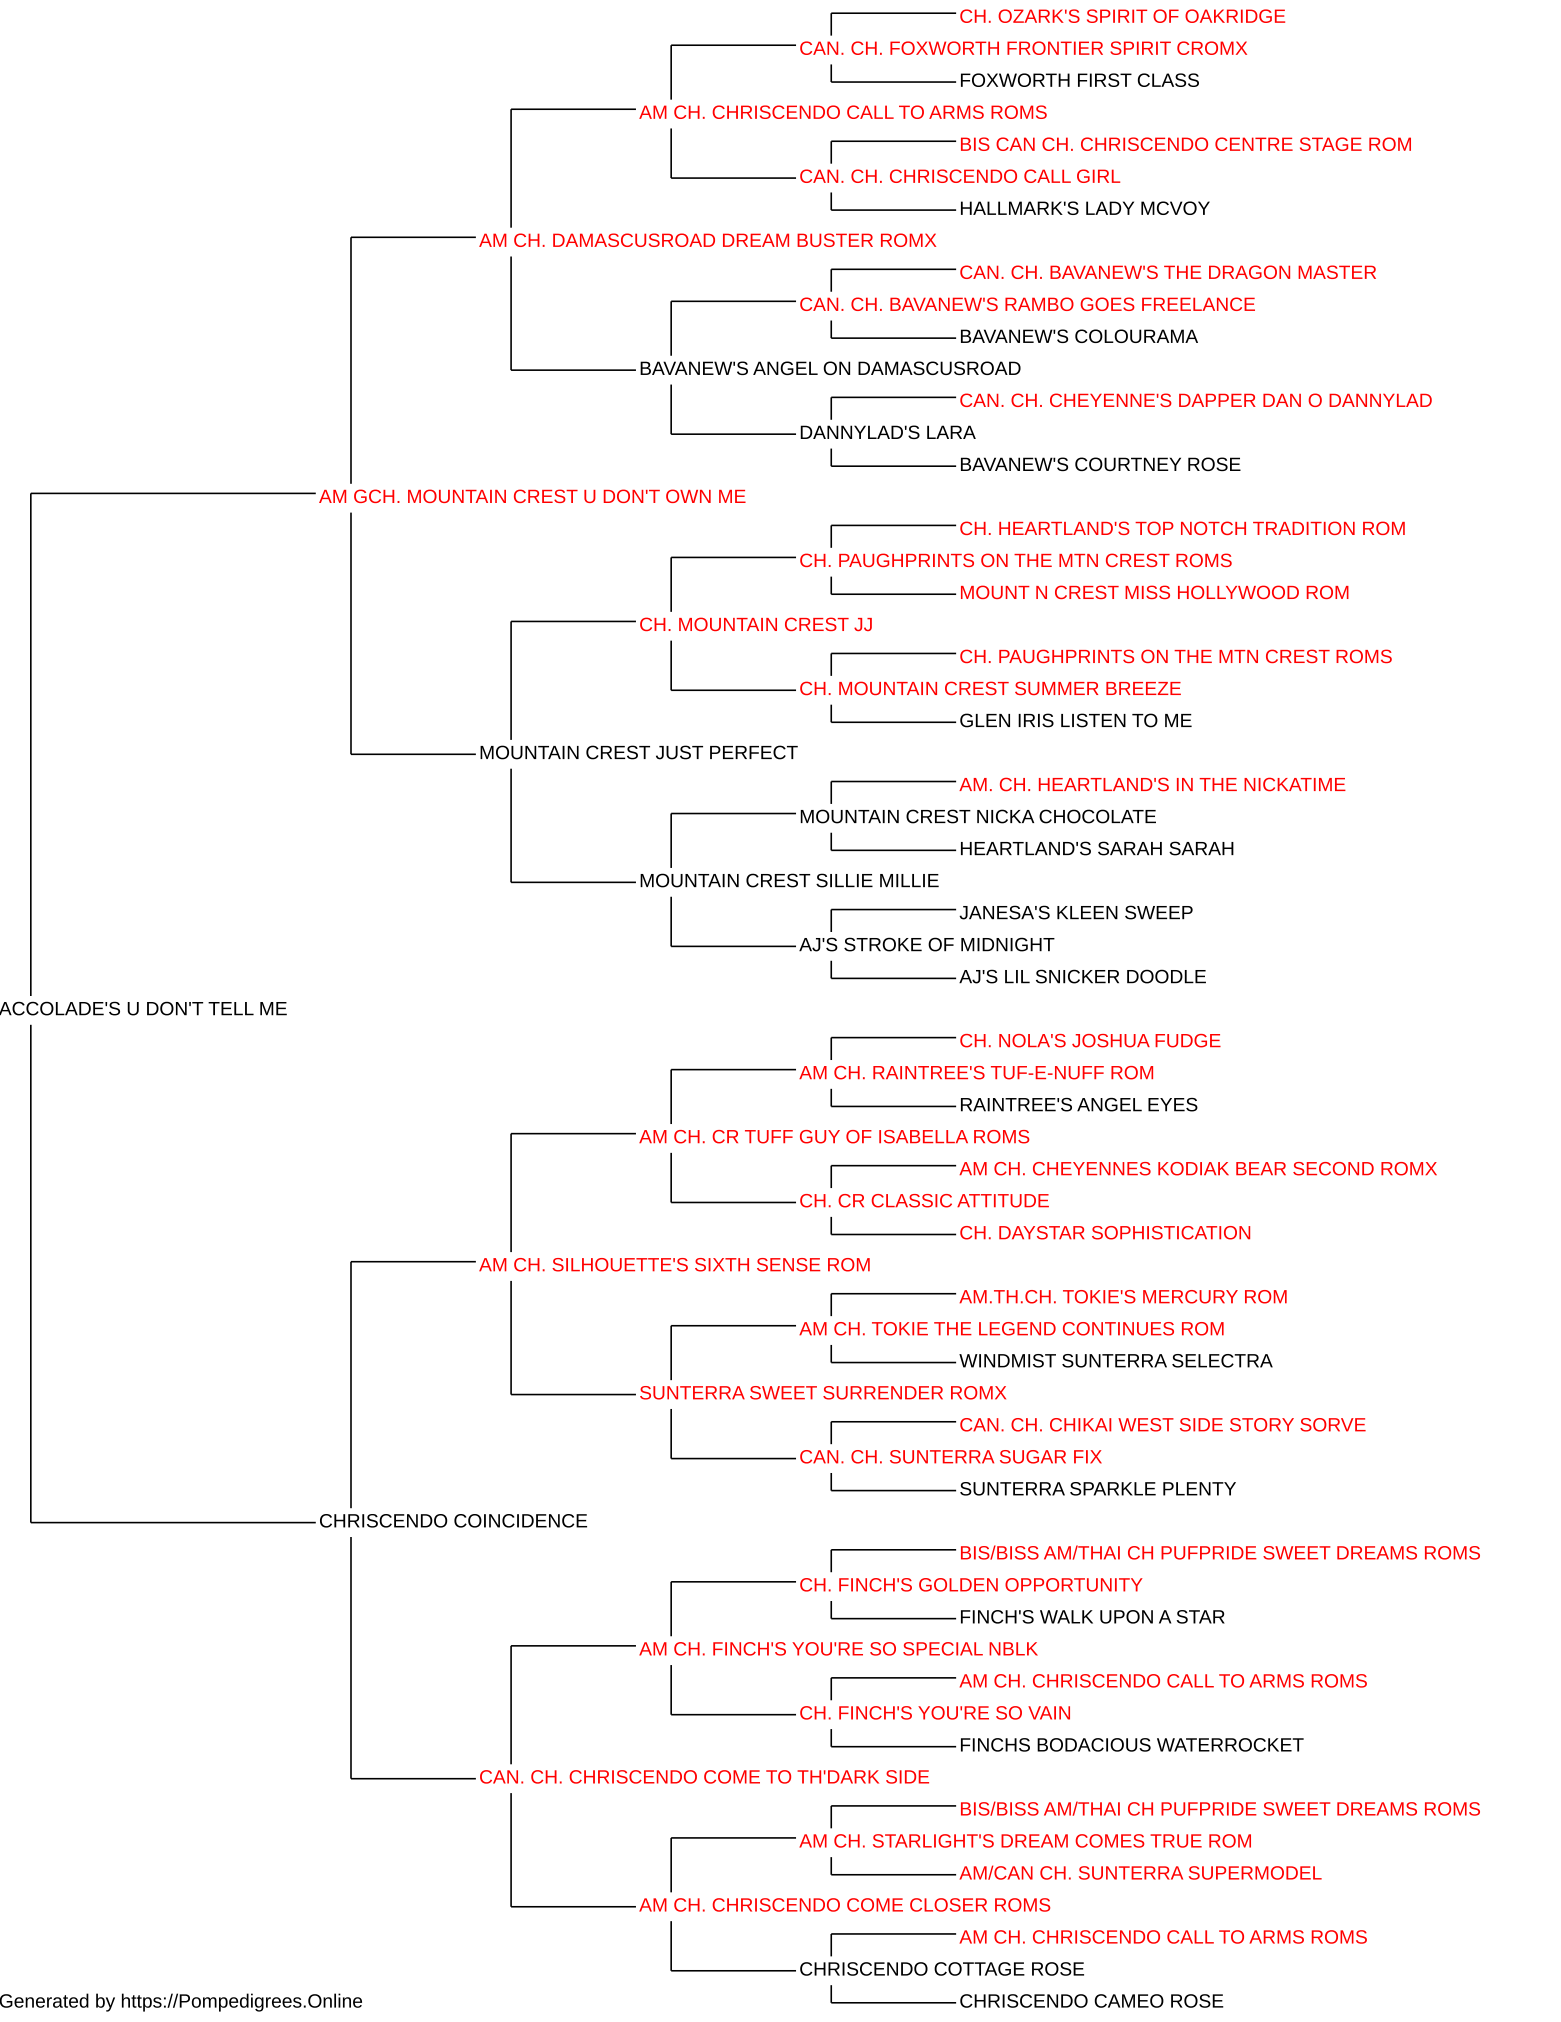 CH. OZARK'S SPIRIT OF OAKRIDGE
CAN. CH. FOXWORTH FRONTIER SPIRIT CROMX
FOXWORTH FIRST CLASS
AM CH. CHRISCENDO CALL TO ARMS ROMS
BIS CAN CH. CHRISCENDO CENTRE STAGE ROM
CAN. CH. CHRISCENDO CALL GIRL
HALLMARK'S LADY MCVOY
AM CH. DAMASCUSROAD DREAM BUSTER ROMX
CAN. CH. BAVANEW'S THE DRAGON MASTER
CAN. CH. BAVANEW'S RAMBO GOES FREELANCE
BAVANEW'S COLOURAMA
BAVANEW'S ANGEL ON DAMASCUSROAD
CAN. CH. CHEYENNE'S DAPPER DAN O DANNYLAD
DANNYLAD'S LARA
BAVANEW'S COURTNEY ROSE
AM GCH. MOUNTAIN CREST U DON'T OWN ME
CH. HEARTLAND'S TOP NOTCH TRADITION ROM
CH. PAUGHPRINTS ON THE MTN CREST ROMS
MOUNT N CREST MISS HOLLYWOOD ROM
CH. MOUNTAIN CREST JJ
CH. PAUGHPRINTS ON THE MTN CREST ROMS
CH. MOUNTAIN CREST SUMMER BREEZE
GLEN IRIS LISTEN TO ME
MOUNTAIN CREST JUST PERFECT
AM. CH. HEARTLAND'S IN THE NICKATIME
MOUNTAIN CREST NICKA CHOCOLATE
HEARTLAND'S SARAH SARAH
MOUNTAIN CREST SILLIE MILLIE
JANESA'S KLEEN SWEEP
AJ'S STROKE OF MIDNIGHT
AJ'S LIL SNICKER DOODLE
ACCOLADE'S U DON'T TELL ME
CH. NOLA'S JOSHUA FUDGE
AM CH. RAINTREE'S TUF-E-NUFF ROM
RAINTREE'S ANGEL EYES
AM CH. CR TUFF GUY OF ISABELLA ROMS
AM CH. CHEYENNES KODIAK BEAR SECOND ROMX
CH. CR CLASSIC ATTITUDE
CH. DAYSTAR SOPHISTICATION
AM CH. SILHOUETTE'S SIXTH SENSE ROM
AM.TH.CH. TOKIE'S MERCURY ROM
AM CH. TOKIE THE LEGEND CONTINUES ROM
WINDMIST SUNTERRA SELECTRA
SUNTERRA SWEET SURRENDER ROMX
CAN. CH. CHIKAI WEST SIDE STORY SORVE
CAN. CH. SUNTERRA SUGAR FIX
SUNTERRA SPARKLE PLENTY
CHRISCENDO COINCIDENCE
BIS/BISS AM/THAI CH PUFPRIDE SWEET DREAMS ROMS
CH. FINCH'S GOLDEN OPPORTUNITY
FINCH'S WALK UPON A STAR
AM CH. FINCH'S YOU'RE SO SPECIAL NBLK
AM CH. CHRISCENDO CALL TO ARMS ROMS
CH. FINCH'S YOU'RE SO VAIN
FINCHS BODACIOUS WATERROCKET
CAN. CH. CHRISCENDO COME TO TH'DARK SIDE
BIS/BISS AM/THAI CH PUFPRIDE SWEET DREAMS ROMS
AM CH. STARLIGHT'S DREAM COMES TRUE ROM
AM/CAN CH. SUNTERRA SUPERMODEL
AM CH. CHRISCENDO COME CLOSER ROMS
AM CH. CHRISCENDO CALL TO ARMS ROMS
CHRISCENDO COTTAGE ROSE
CHRISCENDO CAMEO ROSE
Generated by https://Pompedigrees.Online